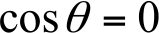 cos θ = 0